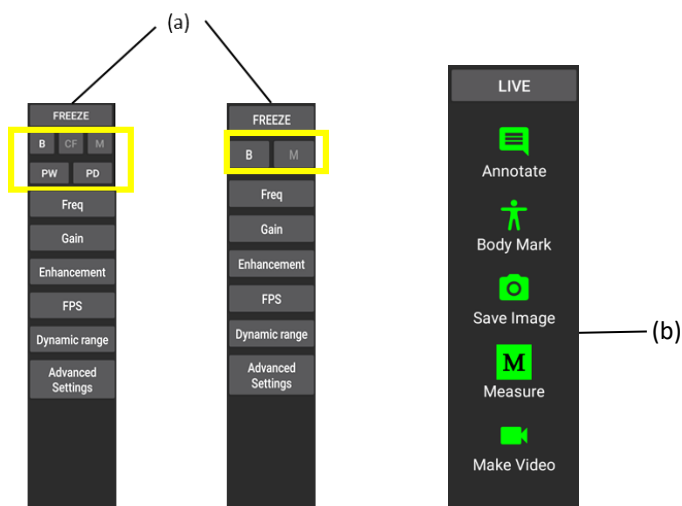 (a)
FREEZE
B CF M
PW PD
Freq
Gain
Enhancement
FPS
Dynamic range
Advanced
Settings
FREEZE
B M
Freq
Gain
Enhancement
FPS
Dynamic range
Advanced
Settings
LIVE
Annotate
Body Mark
Save Image
M
Measure
Make Video
(b)